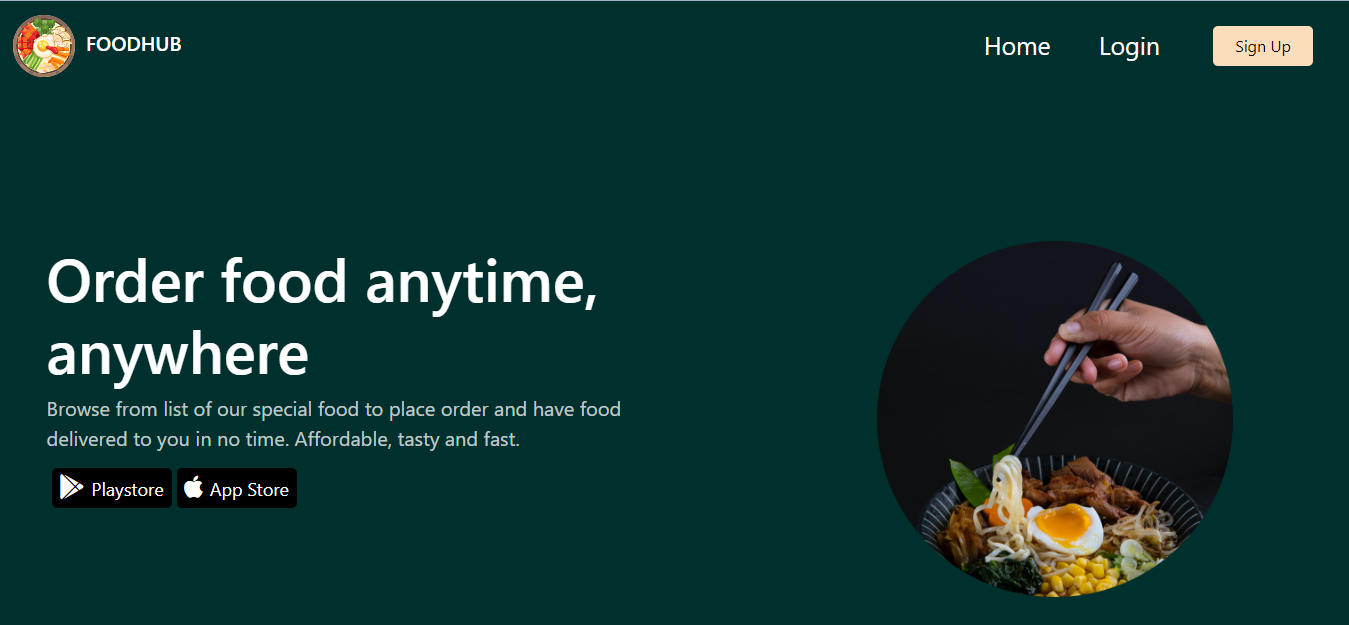 FOODHUB
Home
Login
Sign Up
Order food anytime,
anywhere
Browse from list of our special food to place order and have food
delivered to you in no time. Affordable, tasty and fast.
Playstore
App Store